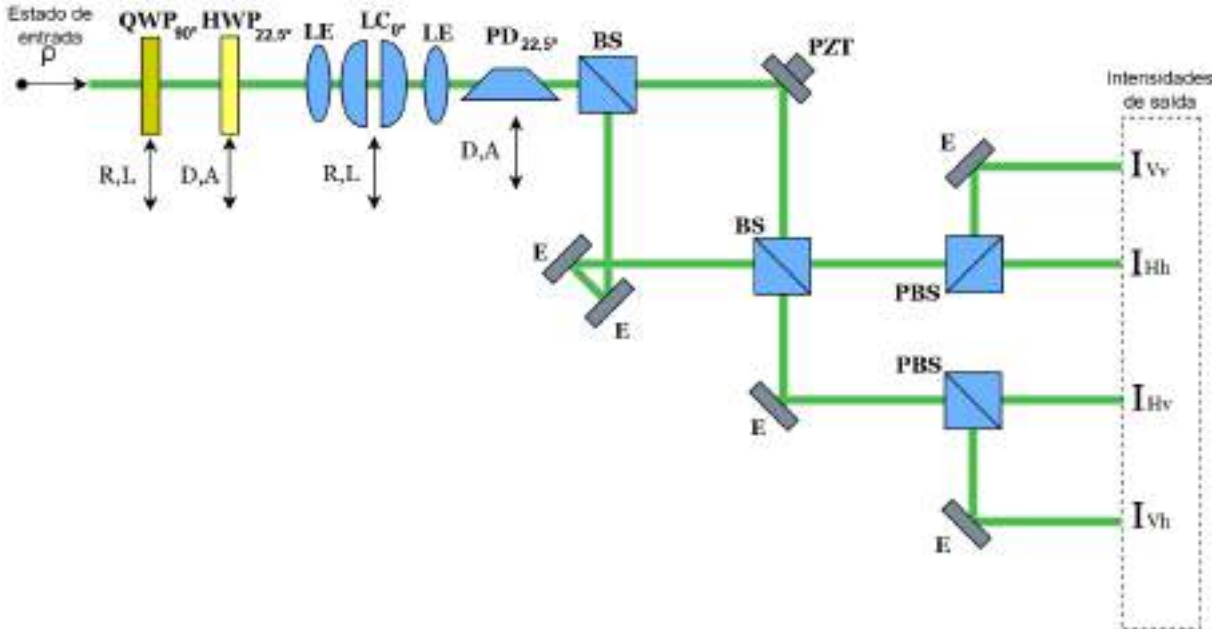 Estado de
entrada
ρ
QWP90°
HWP22.5°
LE
LC0°
LE
PD22.5°
BS
PZT
R,L
D,A
R,L
D,A
Intensidades
de saída
E
IVv
BS
E
PBS
IHh
E
PBS
IHv
E
E
IVh